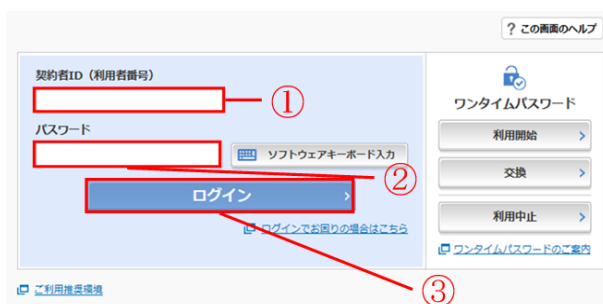 ? この画面のヘルプ
契約者ID（利用者番号）
①
パスワード
ソフトウェアキーボード入力
②
ログイン
ログインでお困りの場合はこちら
③
ご利用推奨環境
ワンタイムパスワード
利用開始
交換
利用中止
ワンタイムパスワードのご案内